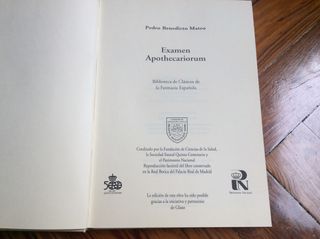 Pedro Benedicto Mateo
Examen
Apothecariorum
Biblioteca de Clásicos de
la Farmacia Española
Coeditado por la Fundación de Ciencias de la Salud,
la Sociedad Estatal Quinto Centenario y
el Patrimonio Nacional
Reproducción facsímil del libro conservado
en la Real Botica del Palacio Real de Madrid
La edición de esta obra ha sido posible
gracias a la iniciativa y patrocinio
de Glaxo